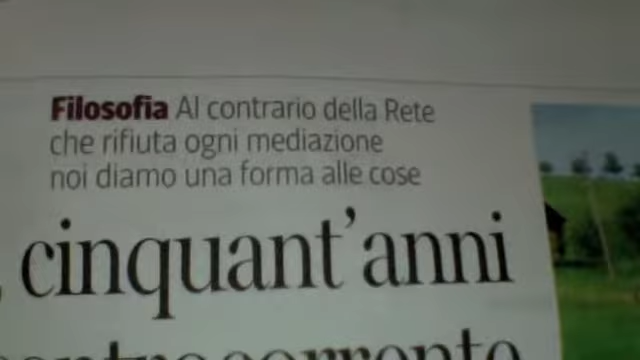 Filosofia Al contrario della Rete
che rifiuta ogni mediazione
noi diamo una forma alle cose
, cinquant'anni